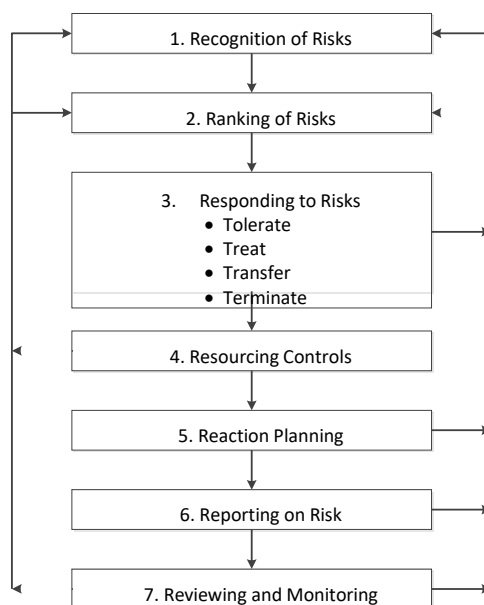 1. Recognition of Risks
2. Ranking of Risks
3. Responding to Risks
• Tolerate
• Treat
• Transfer
• Terminate
4. Resourcing Controls
5. Reaction Planning
6. Reporting on Risk
7. Reviewing and Monitoring